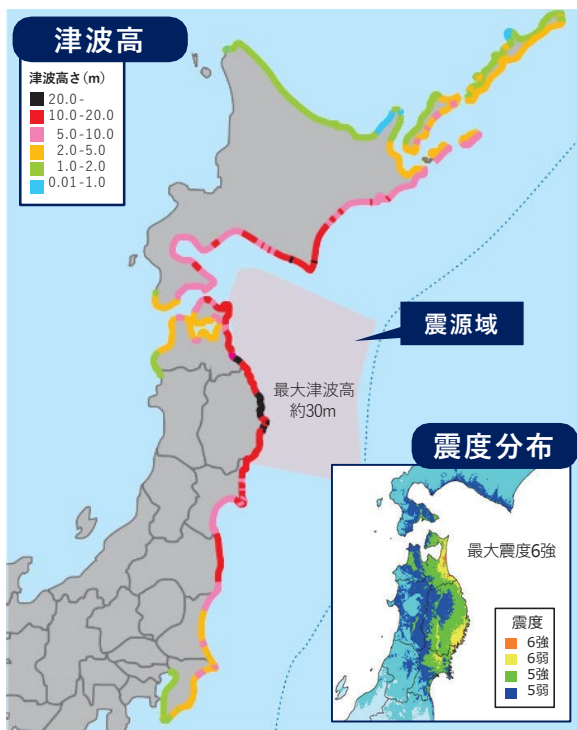 津波高
津波高さ(m)
20.0-
10.0-20.0
5.0-10.0
2.0-5.0
1.0-2.0
0.01-1.0
震源域
最大津波高
約30m
震度分布
最大震度6強
震度
6強
6弱
5強
5弱